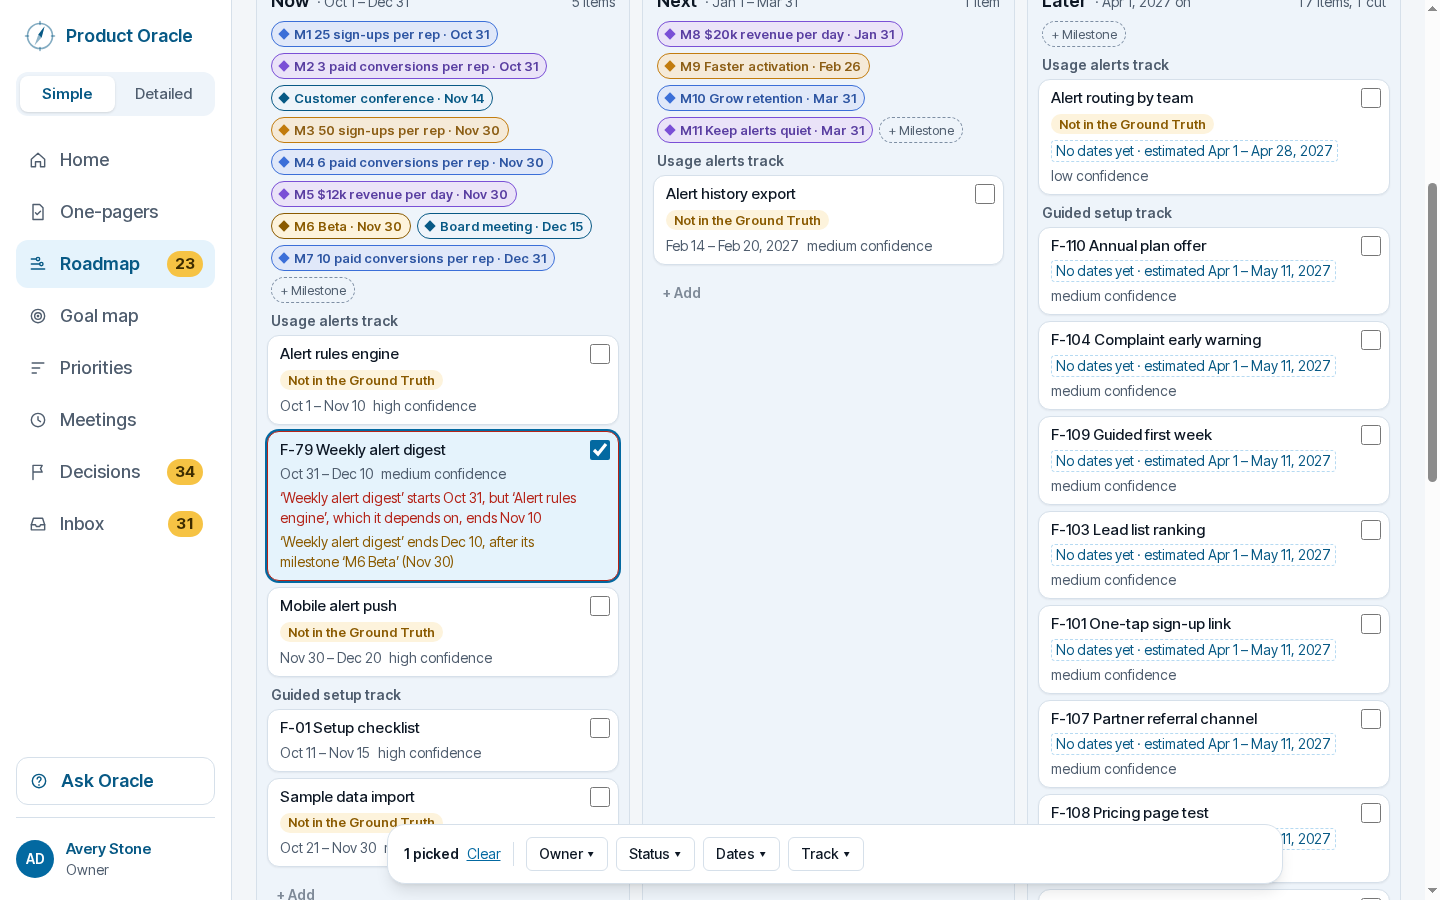 Product Oracle
Simple
Detailed
Home
One-pagers
Roadmap 23
Goal map
Priorities
Meetings
Decisions 34
Inbox 31
Ask Oracle
AD
Avery Stone
Owner
Now · Oct 1 – Dec 31 5 items
M1 25 sign-ups per rep · Oct 31
M2 3 paid conversions per rep · Oct 31
Customer conference · Nov 14
M3 50 sign-ups per rep · Nov 30
M4 6 paid conversions per rep · Nov 30
M5 $12k revenue per day · Nov 30
M6 Beta · Nov 30
Board meeting · Dec 15
M7 10 paid conversions per rep · Dec 31
+ Milestone
Usage alerts track
Alert rules engine
Not in the Ground Truth
Oct 1 – Nov 10 high confidence
F-79 Weekly alert digest
Oct 31 – Dec 10 medium confidence
‘Weekly alert digest’ starts Oct 31, but ‘Alert rules
engine’, which it depends on, ends Nov 10
‘Weekly alert digest’ ends Dec 10, after its
milestone ‘M6 Beta’ (Nov 30)
Mobile alert push
Not in the Ground Truth
Nov 30 – Dec 20 high confidence
Guided setup track
F-01 Setup checklist
Oct 11 – Nov 15 high confidence
Sample data import
Not in the Ground Truth
Oct 21 – Nov 30
+ Add
Next · Jan 1 – Mar 31 1 item
M8 $20k revenue per day · Jan 31
M9 Faster activation · Feb 26
M10 Grow retention · Mar 31
M11 Keep alerts quiet · Mar 31
+ Milestone
Usage alerts track
Alert history export
Not in the Ground Truth
Feb 14 – Feb 20, 2027 medium confidence
+ Add
Later · Apr 1, 2027 on 17 items, 1 cut
+ Milestone
Usage alerts track
Alert routing by team
Not in the Ground Truth
No dates yet · estimated Apr 1 – Apr 28, 2027
low confidence
Guided setup track
F-110 Annual plan offer
No dates yet · estimated Apr 1 – May 11, 2027
medium confidence
F-104 Complaint early warning
No dates yet · estimated Apr 1 – May 11, 2027
medium confidence
F-109 Guided first week
No dates yet · estimated Apr 1 – May 11, 2027
medium confidence
F-103 Lead list ranking
No dates yet · estimated Apr 1 – May 11, 2027
medium confidence
F-101 One-tap sign-up link
No dates yet · estimated Apr 1 – May 11, 2027
medium confidence
F-107 Partner referral channel
No dates yet · estimated Apr 1 – May 11, 2027
medium confidence
F-108 Pricing page test
11, 2027
1 picked Clear Owner ▾ Status ▾ Dates ▾ Track ▾